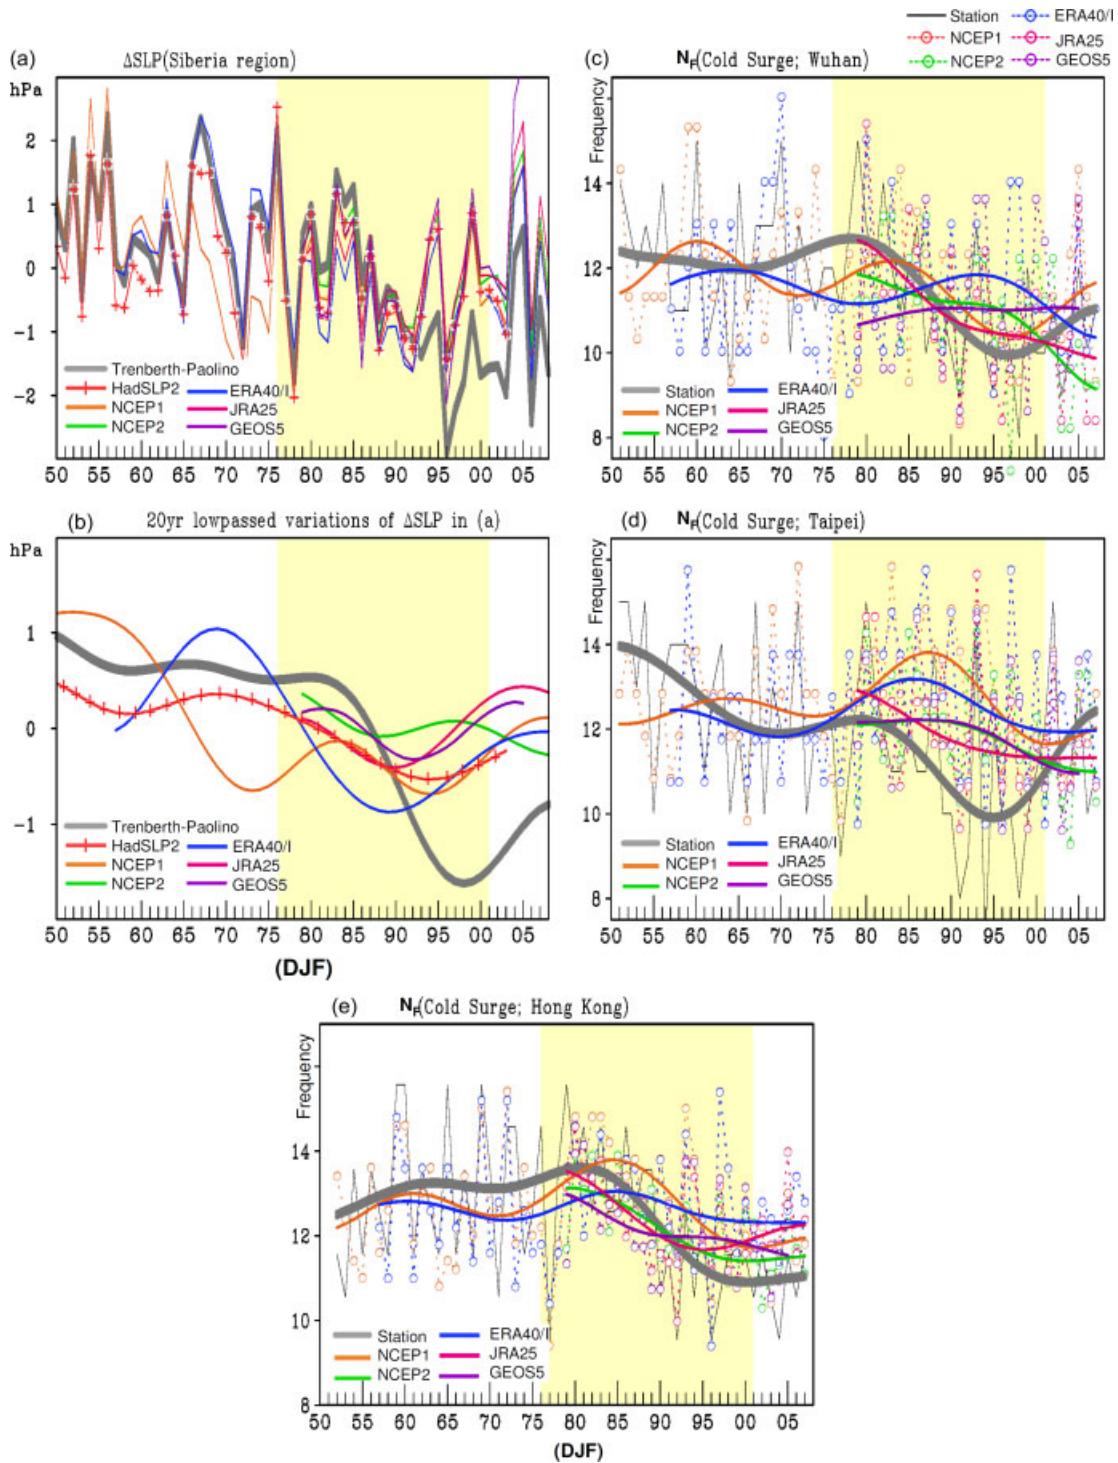 Station
ERA40/I
NCEP1
JRA25
NCEP2
GEOS5
(a)
ΔSLP(Siberia region)
hPa
2
1
0
-1
-2
Trenberth-Paolino
HadSLP2
ERA40/I
NCEP1
JRA25
NCEP2
GEOS5
50 55 60 65 70 75 80 85 90 95 00 05
(c)
N_F(Cold Surge; Wuhan)
Frequency
14
12
10
8
Station
ERA40/I
NCEP1
JRA25
NCEP2
GEOS5
50 55 60 65 70 75 80 85 90 95 00 05
(b)
20yr lowpassed variations of ΔSLP in (a)
hPa
1
0
-1
Trenberth-Paolino
HadSLP2
ERA40/I
NCEP1
JRA25
NCEP2
GEOS5
50 55 60 65 70 75 80 85 90 95 00 05
(DJF)
(d)
N_F(Cold Surge; Taipei)
Frequency
14
12
10
8
Station
ERA40/I
NCEP1
JRA25
NCEP2
GEOS5
50 55 60 65 70 75 80 85 90 95 00 05
(e)
N_F(Cold Surge; Hong Kong)
Frequency
14
12
10
8
Station
ERA40/I
NCEP1
JRA25
NCEP2
GEOS5
50 55 60 65 70 75 80 85 90 95 00 05
(DJF)